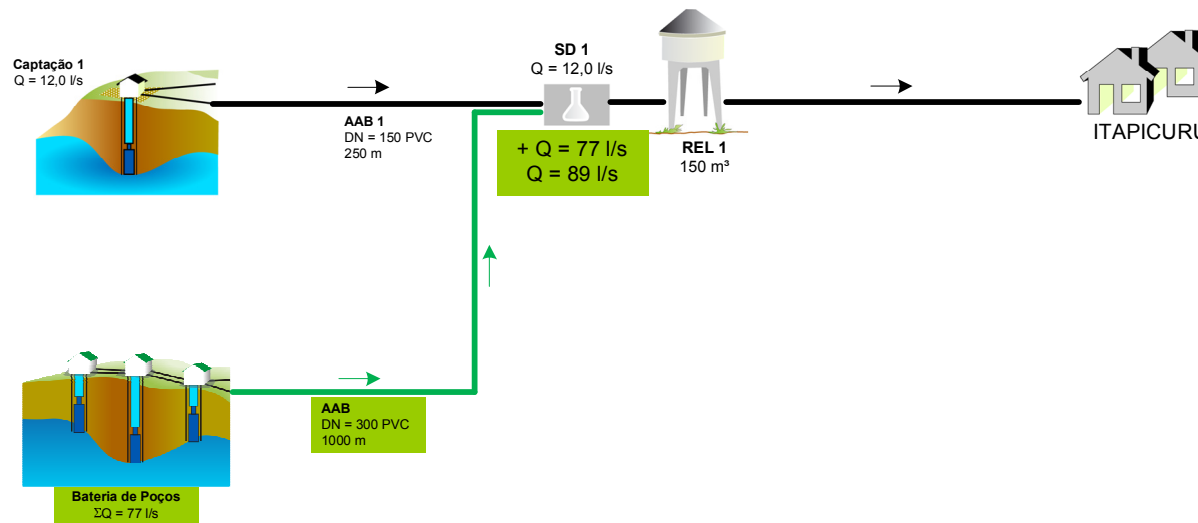 Captação 1
Q = 12,0 l/s
SD 1
Q = 12,0 l/s
AAB 1
DN = 150 PVC
250 m
+ Q = 77 l/s
Q = 89 l/s
REL 1
150 m³
ITAPICURU
AAB
DN = 300 PVC
1000 m
Bateria de Poços
ΣQ = 77 l/s